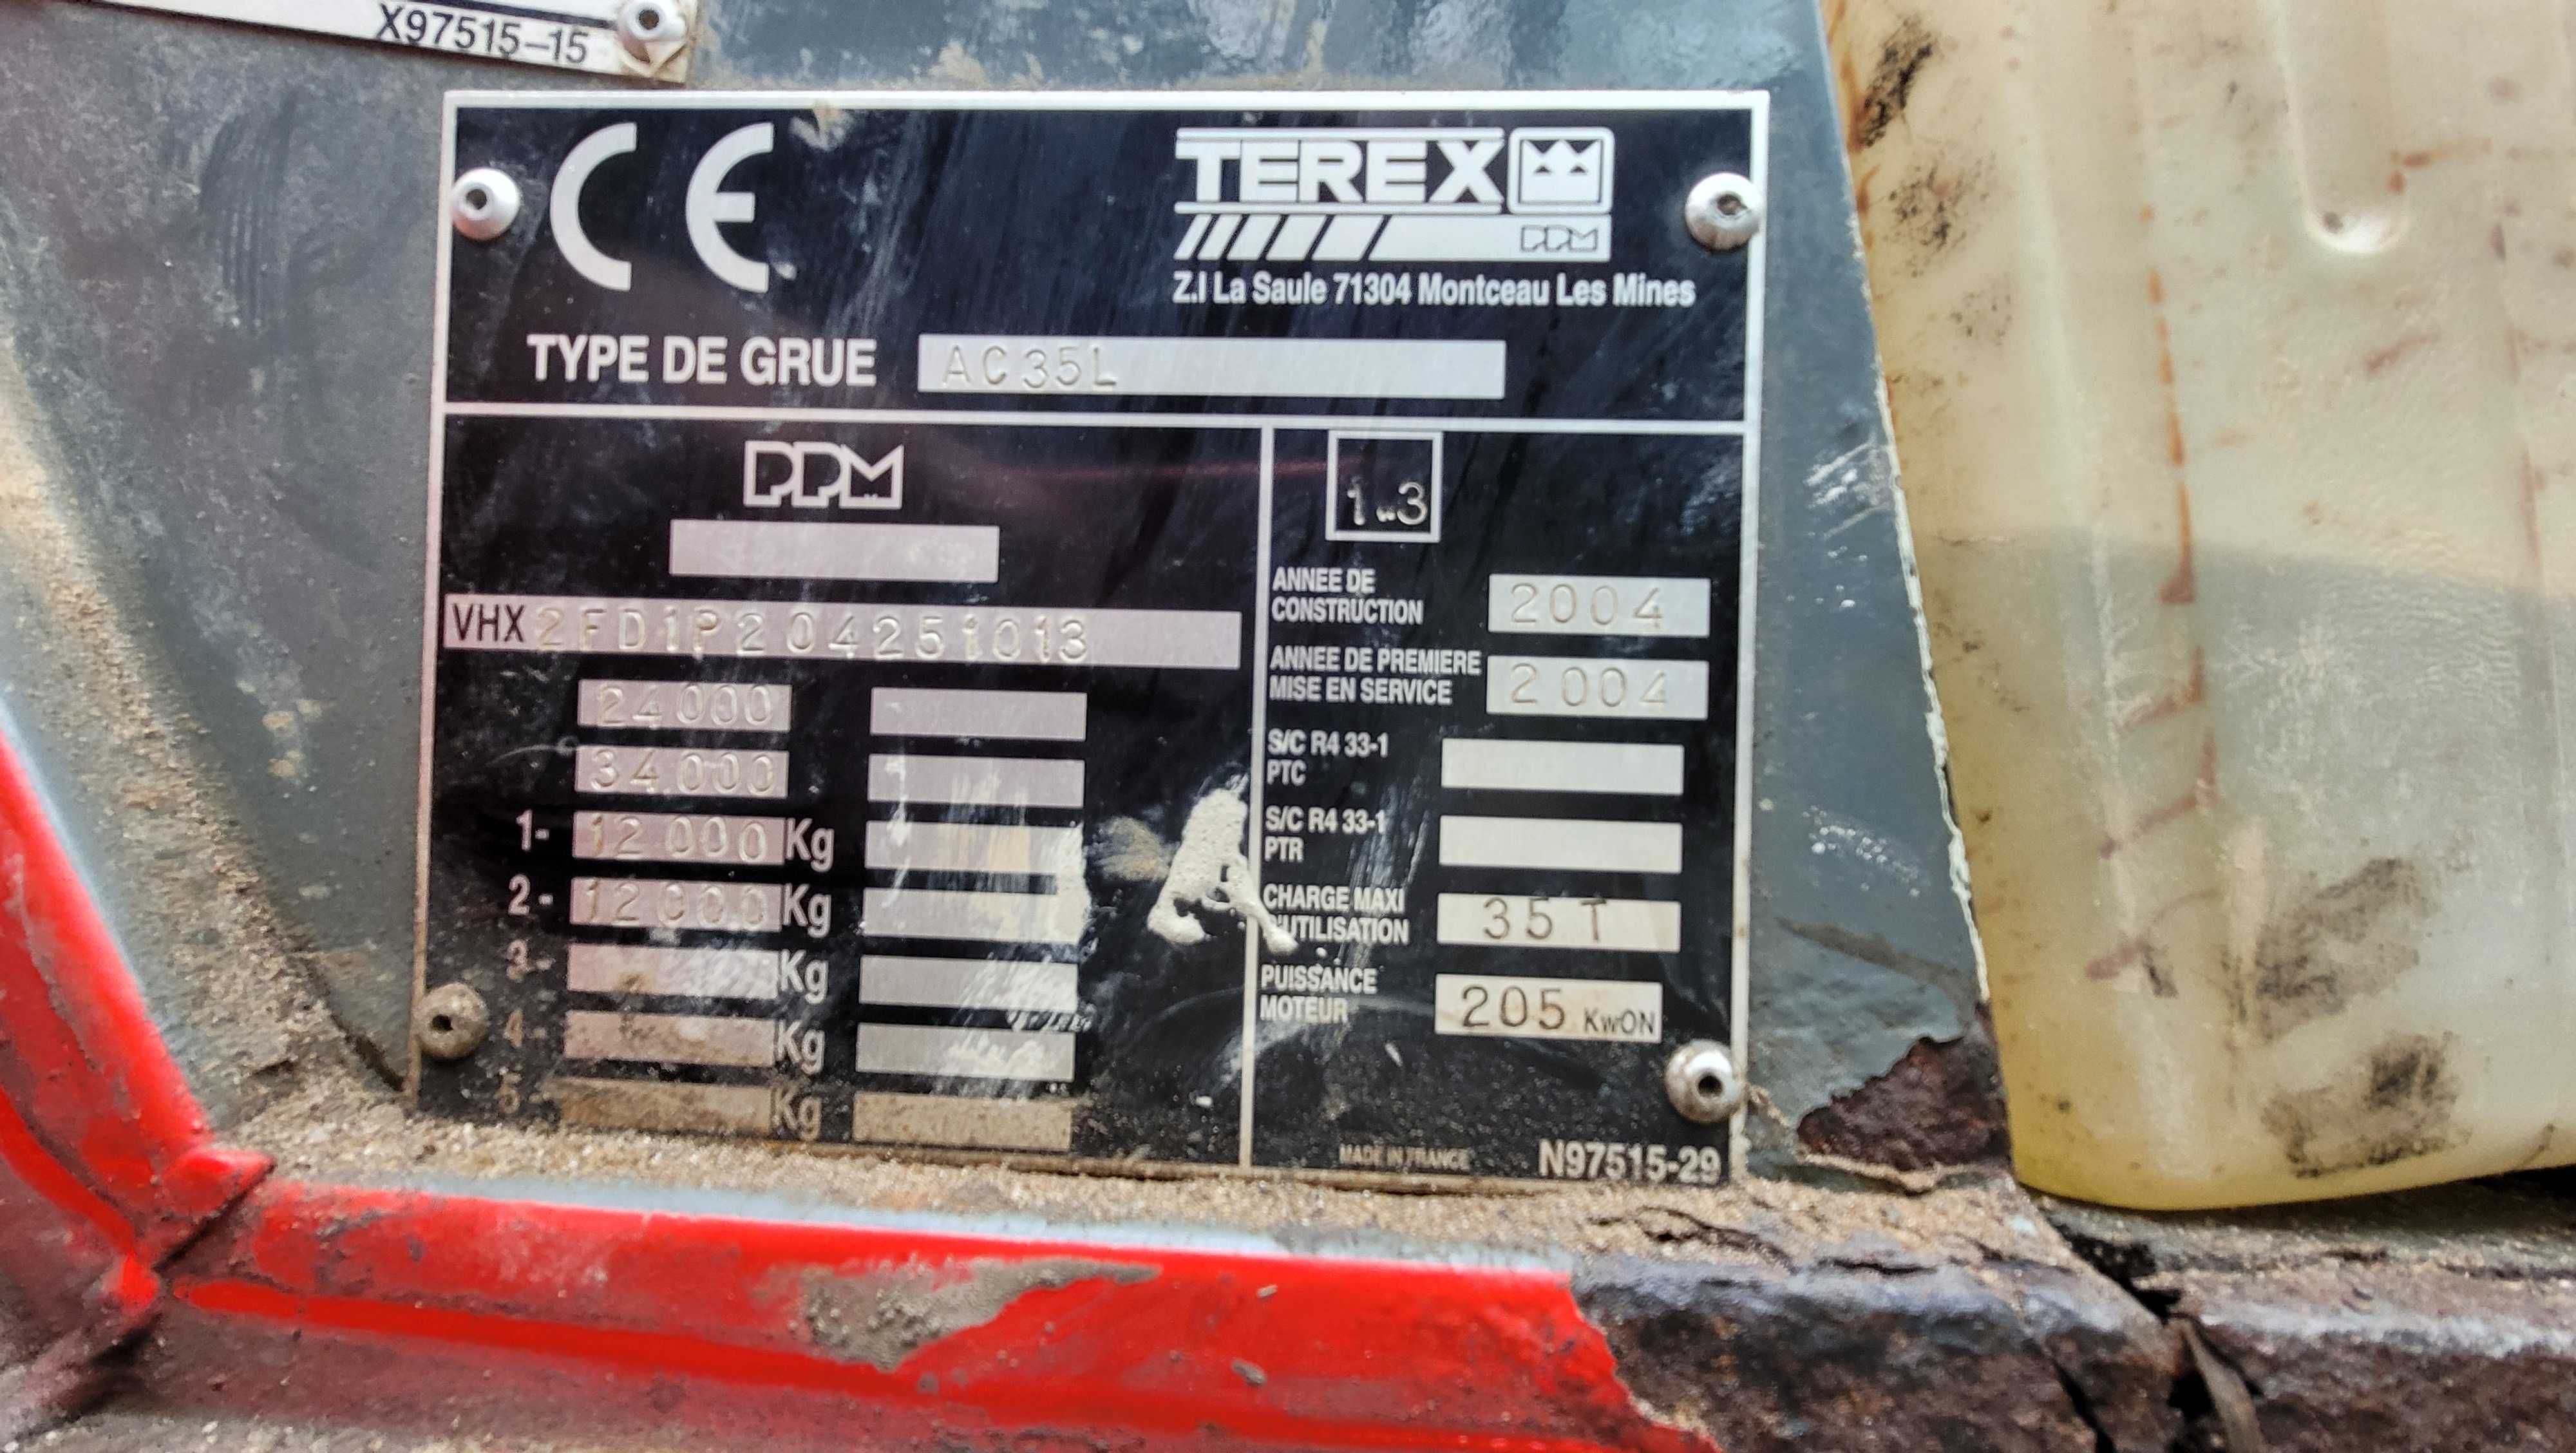 X97515-15
CE
TEREX
PPM
Z.I La Saule 71304 Montceau Les Mines
TYPE DE GRUE AC35L
PPM
VHX 2FD1P204251013
24000
34000
1- 12000 Kg
2- 12000 Kg
3- Kg
4- Kg
5 Kg
1.3
ANNEE DE
CONSTRUCTION 2004
ANNEE DE PREMIERE
MISE EN SERVICE 2004
S/C R4 33-1
PTC
S/C R4 33-1
PTR
CHARGE MAXI
D'UTILISATION 35T
PUISSANCE
MOTEUR 205 KwON
MADE IN FRANCE
N97515-29